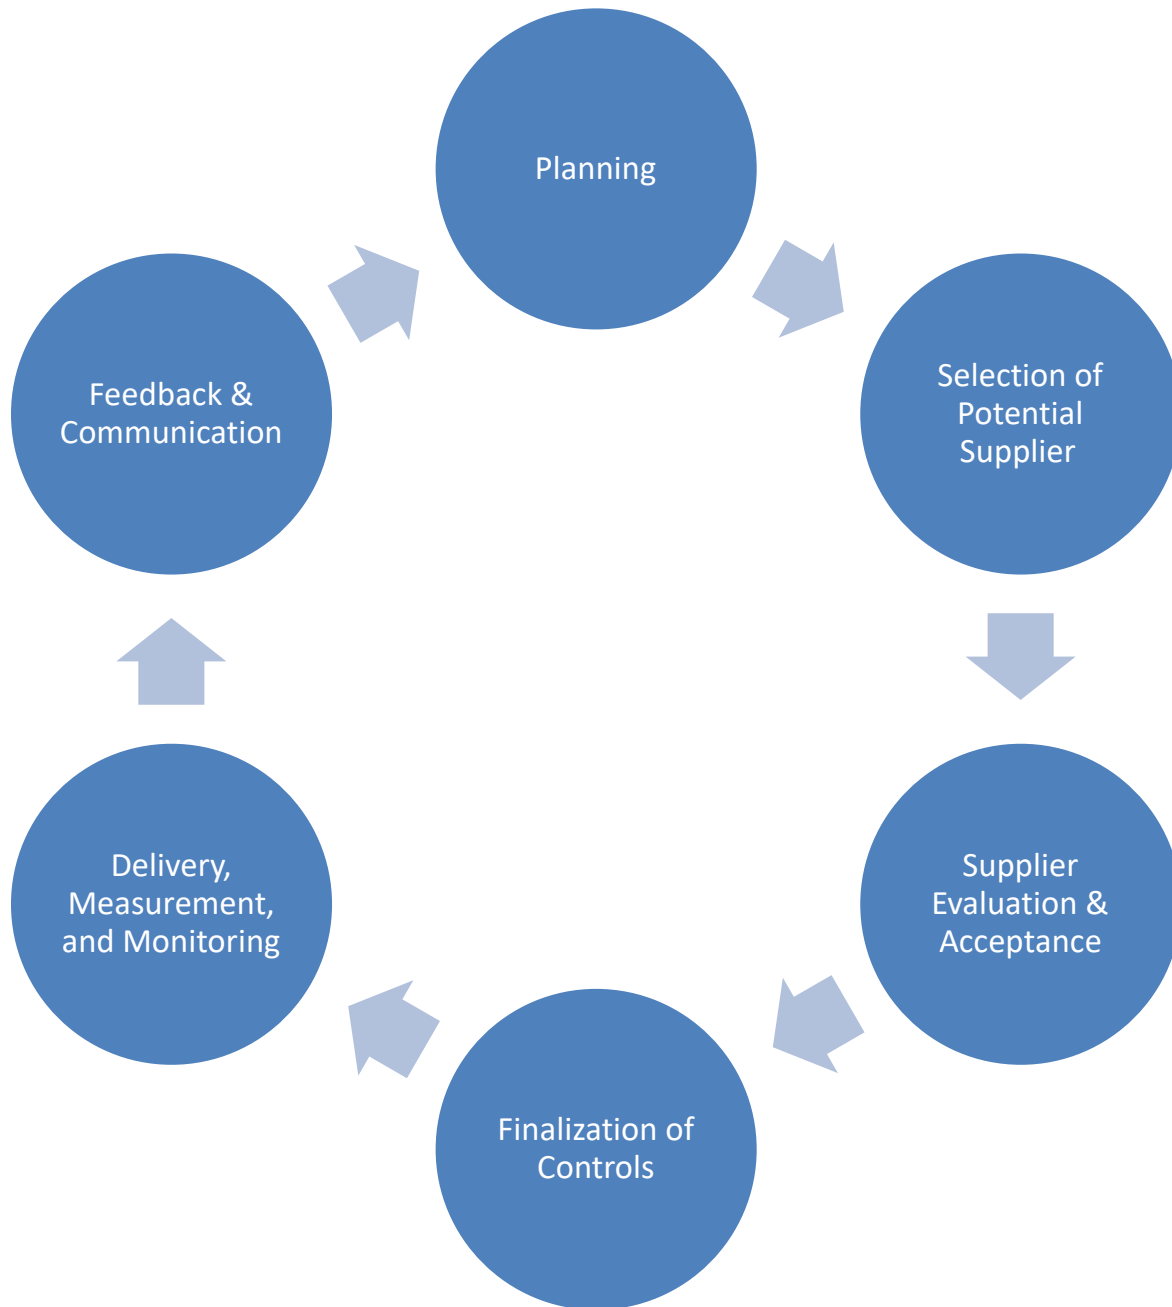 Planning
Selection of
Potential
Supplier
Supplier
Evaluation &
Acceptance
Finalization of
Controls
Delivery,
Measurement,
and Monitoring
Feedback &
Communication